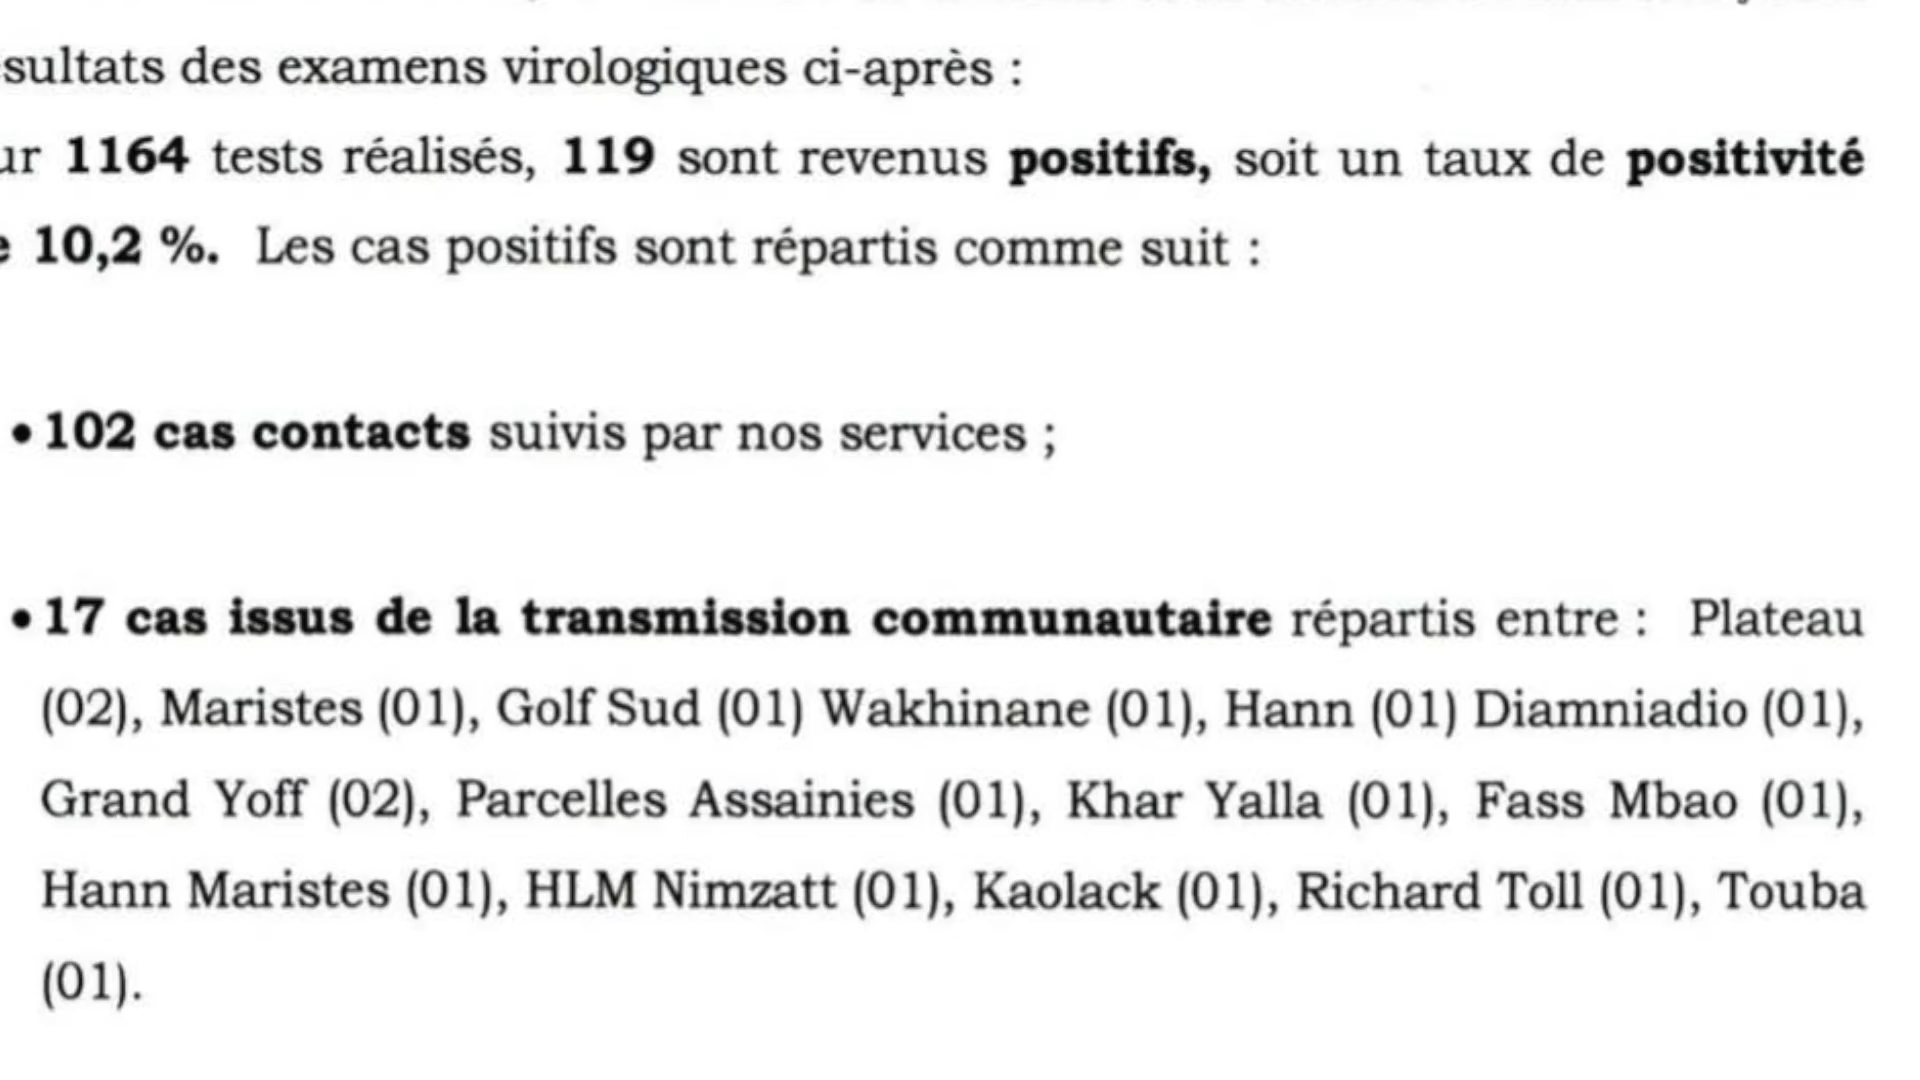 sultats des examens virologiques ci-après :
ur 1164 tests réalisés, 119 sont revenus positifs, soit un taux de positivité
e 10,2 %. Les cas positifs sont répartis comme suit :
• 102 cas contacts suivis par nos services ;
• 17 cas issus de la transmission communautaire répartis entre : Plateau
(02), Maristes (01), Golf Sud (01) Wakhinane (01), Hann (01) Diamniadio (01),
Grand Yoff (02), Parcelles Assainies (01), Khar Yalla (01), Fass Mbao (01),
Hann Maristes (01), HLM Nimzatt (01), Kaolack (01), Richard Toll (01), Touba
(01).